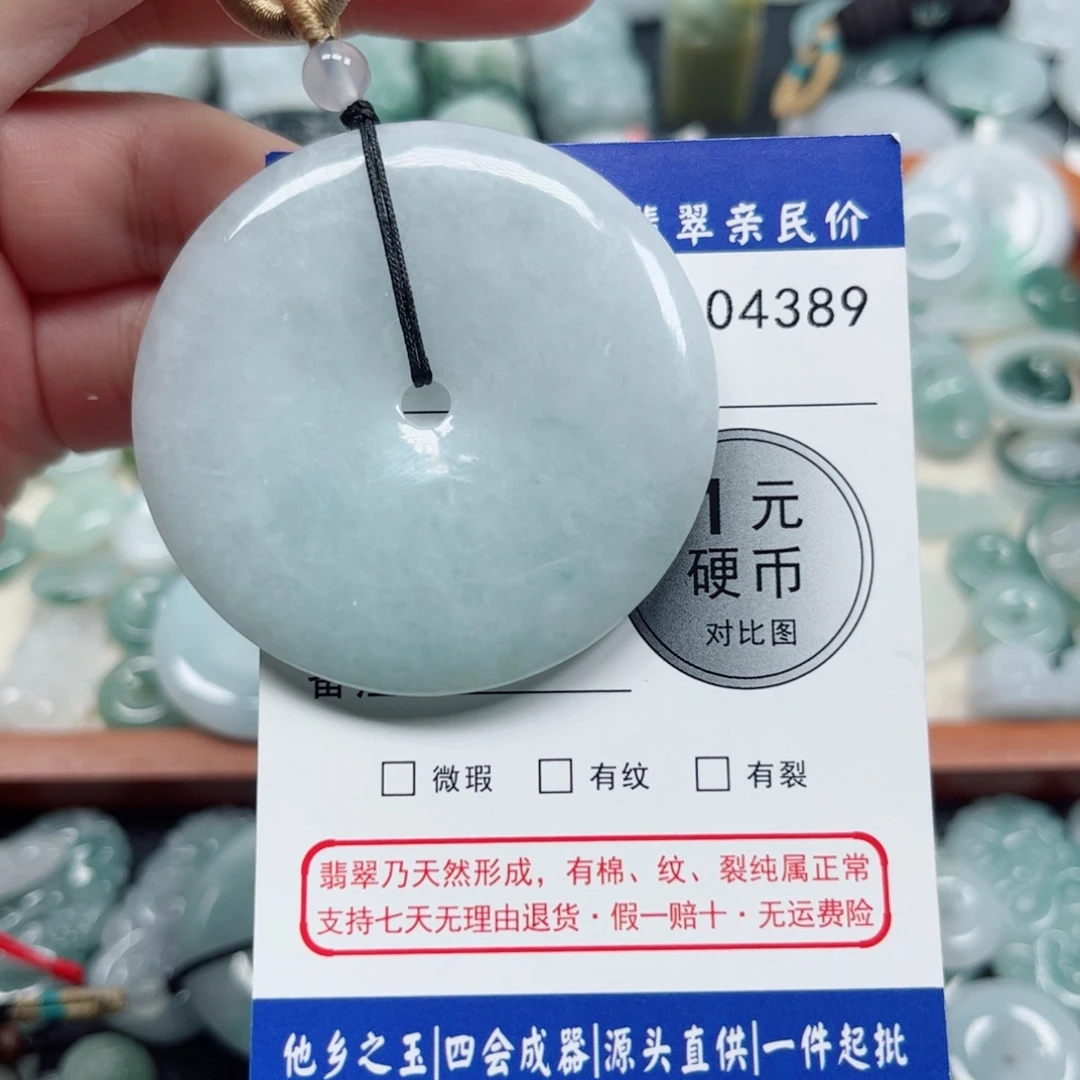 翠亲民价
04389
1元
硬币
对比图
微瑕 有纹 有裂
翡翠乃天然形成，有棉、纹、裂纯属正常
支持七天无理由退货·假一赔十·无运费险
他乡之玉|四会成器|源头直供|一件起批